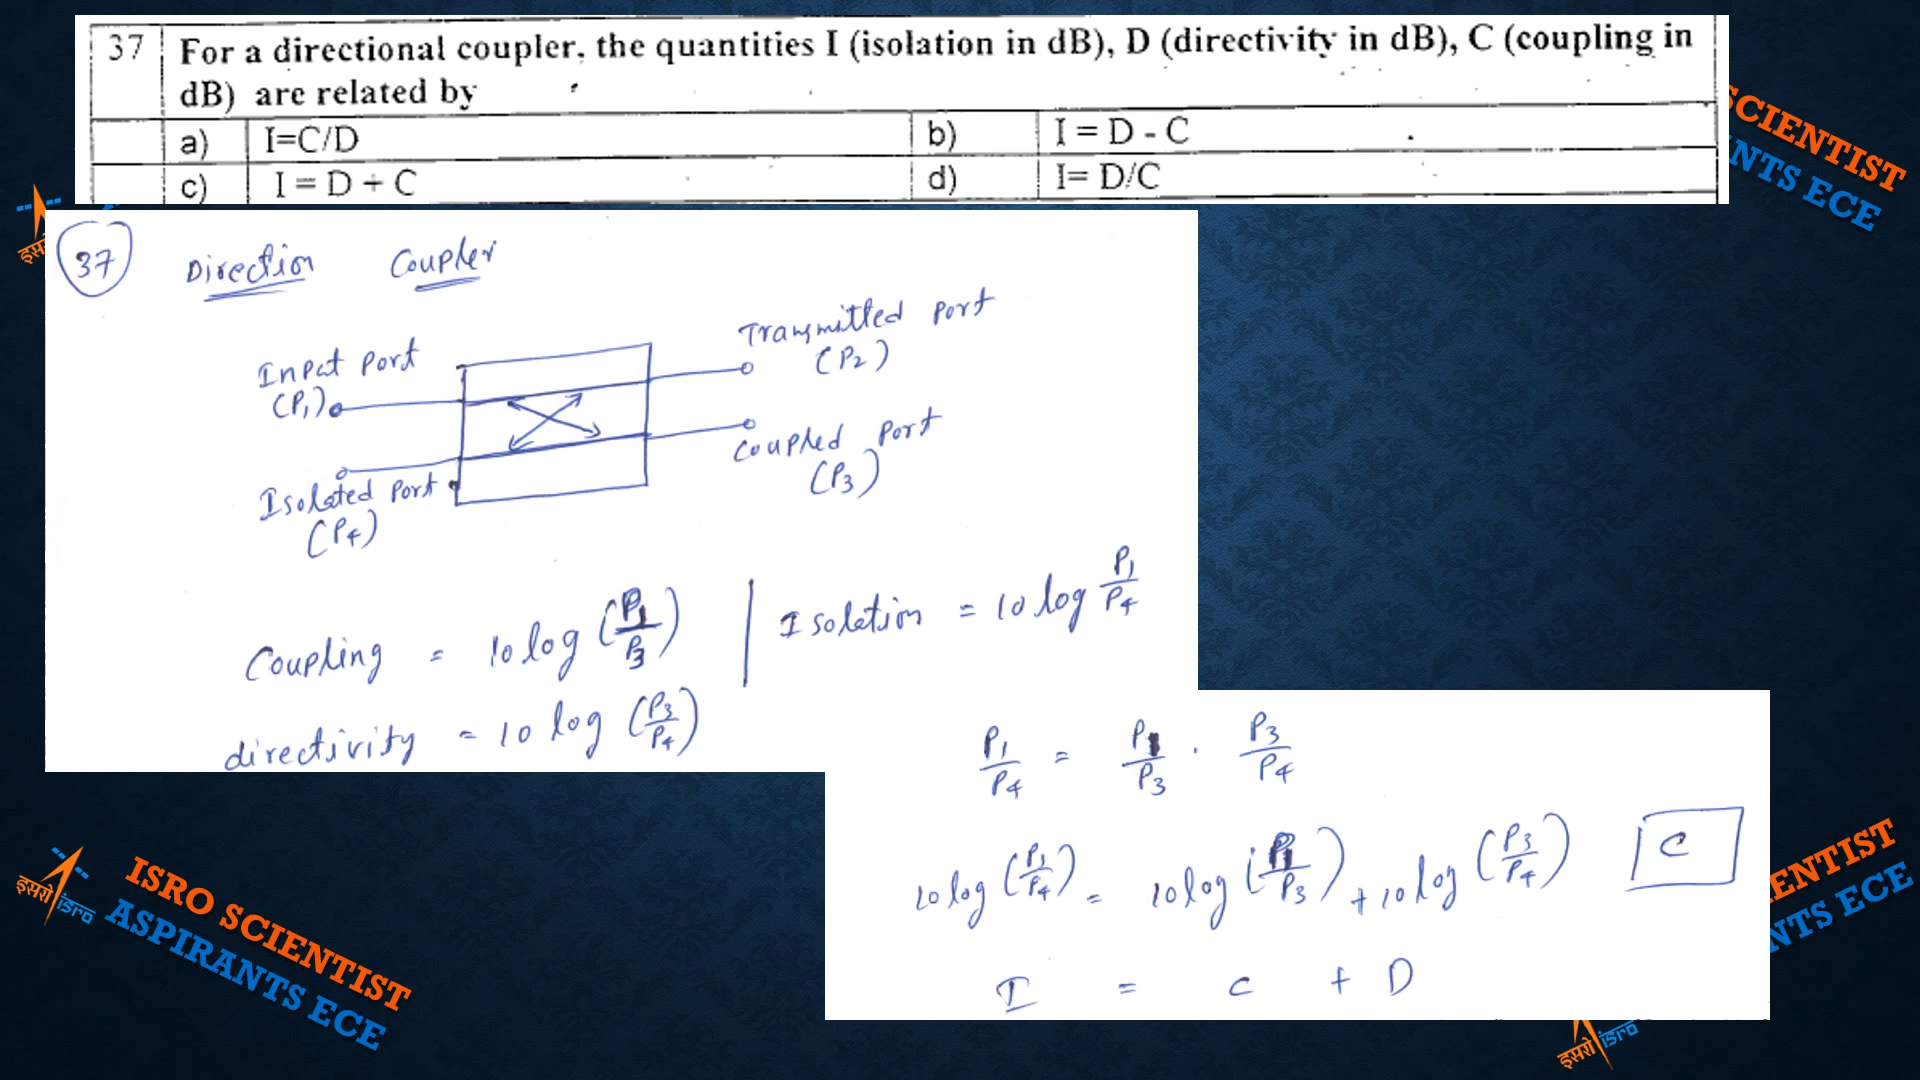 37 For a directional coupler, the quantities I (isolation in dB), D (directivity in dB), C (coupling in
dB) are related by
a) I=C/D b) I = D - C
c) I = D + C d) I= D/C
37 Direction Coupler
Input Port
(P1)
Transmitted Port
(P2)
Coupled Port
(P3)
Isolated Port
(P4)
Coupling = 10 log (P1/P3) | Isolation = 10 log P1/P4
directivity = 10 log (P3/P4)
P1/P4 = P1/P3 . P3/P4
10 log (P1/P4) = 10 log (P1/P3) + 10 log (P3/P4) C
I = C + D
SCIENTIST
NTS ECE
इसरो isro
ISRO SCIENTIST
ASPIRANTS ECE
ENTIST
NTS ECE
इसरो isro